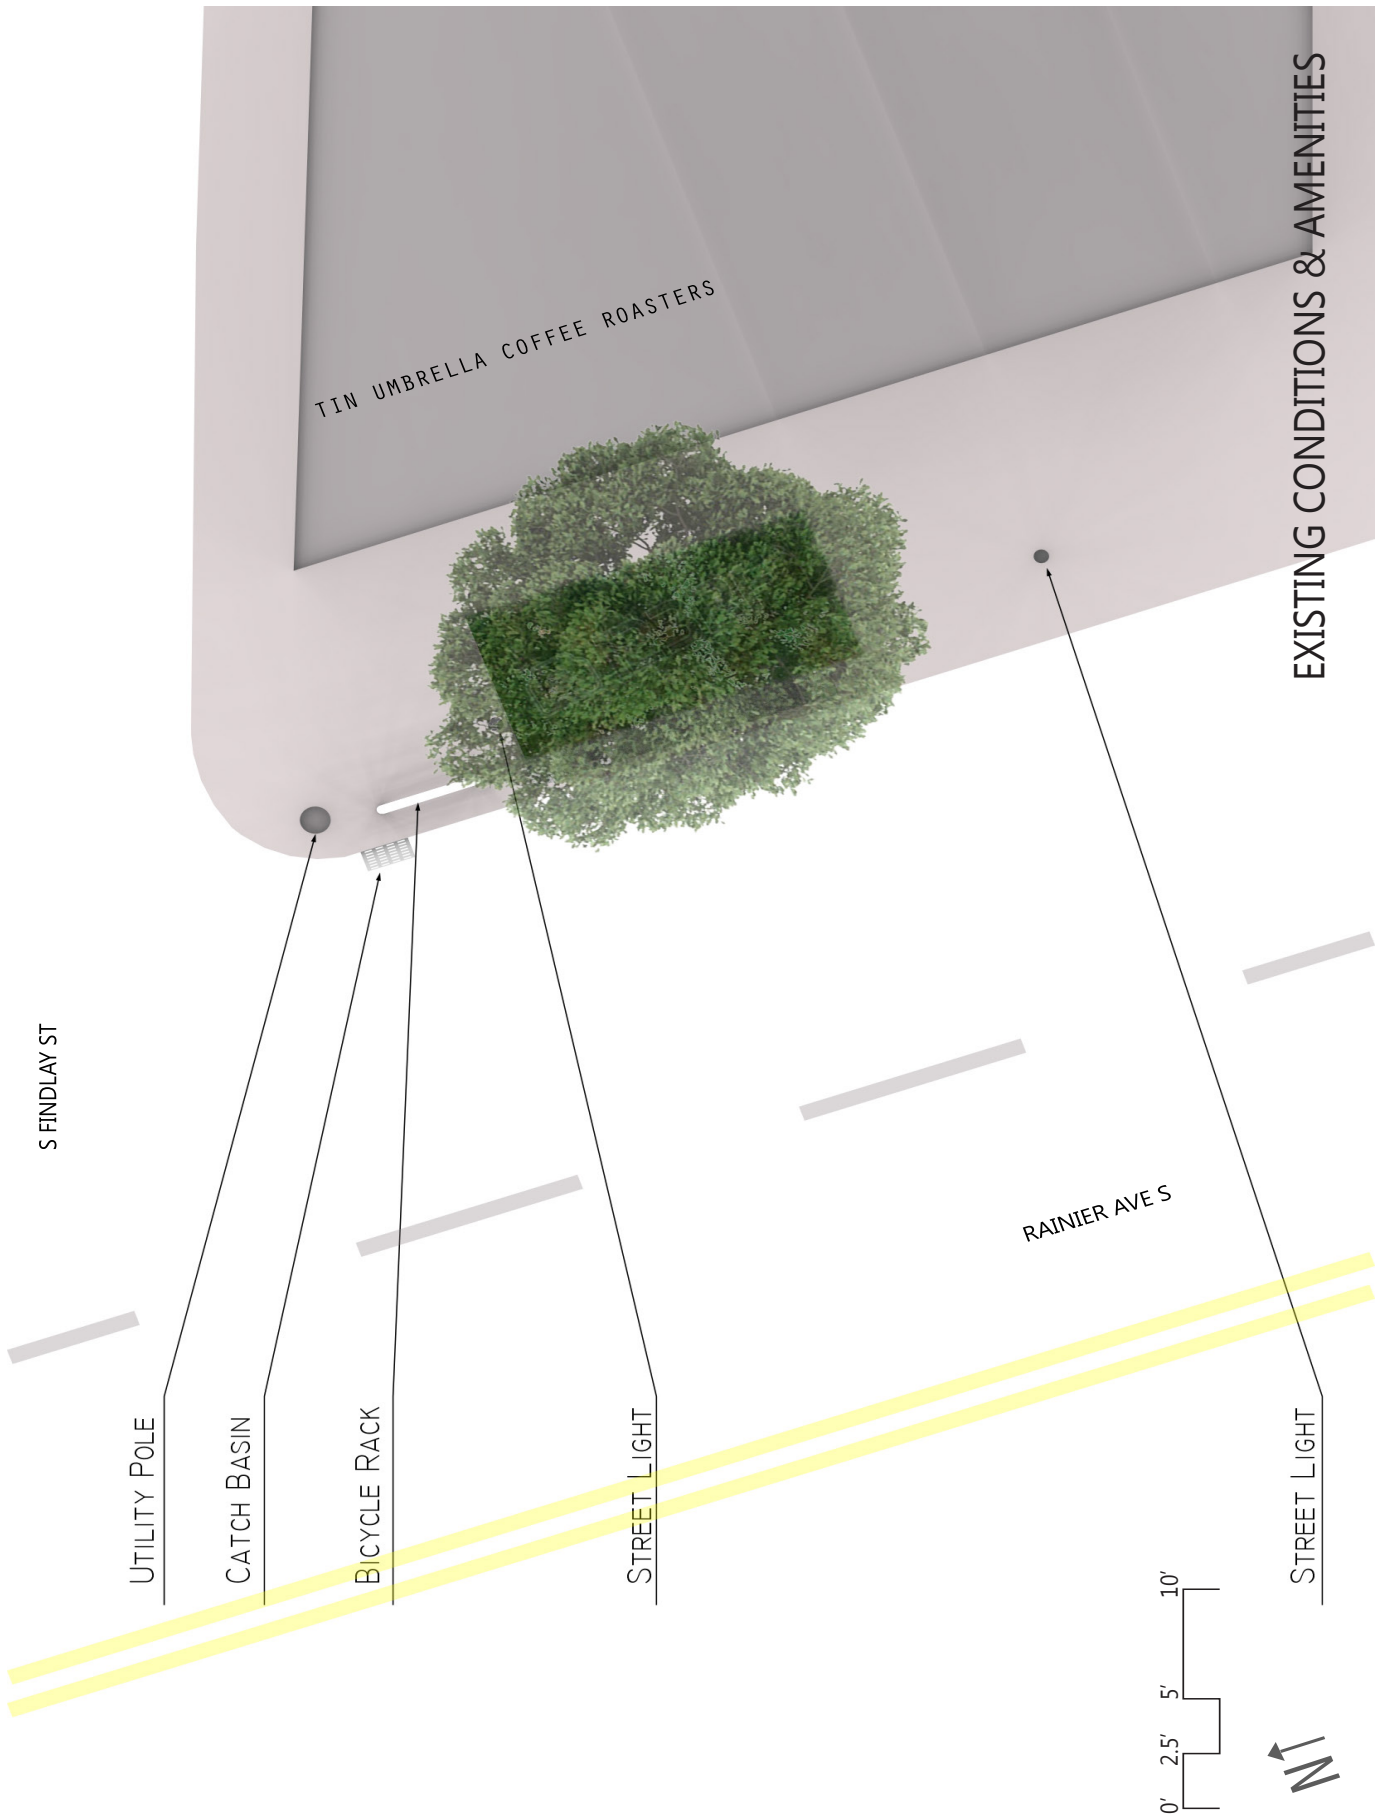 EXISTING CONDITIONS & AMENITIES
TIN UMBRELLA COFFEE ROASTERS
S FINDLAY ST
RAINIER AVE S
UTILITY POLE
CATCH BASIN
BICYCLE RACK
STREET LIGHT
STREET LIGHT
0' 2.5' 5' 10'
N